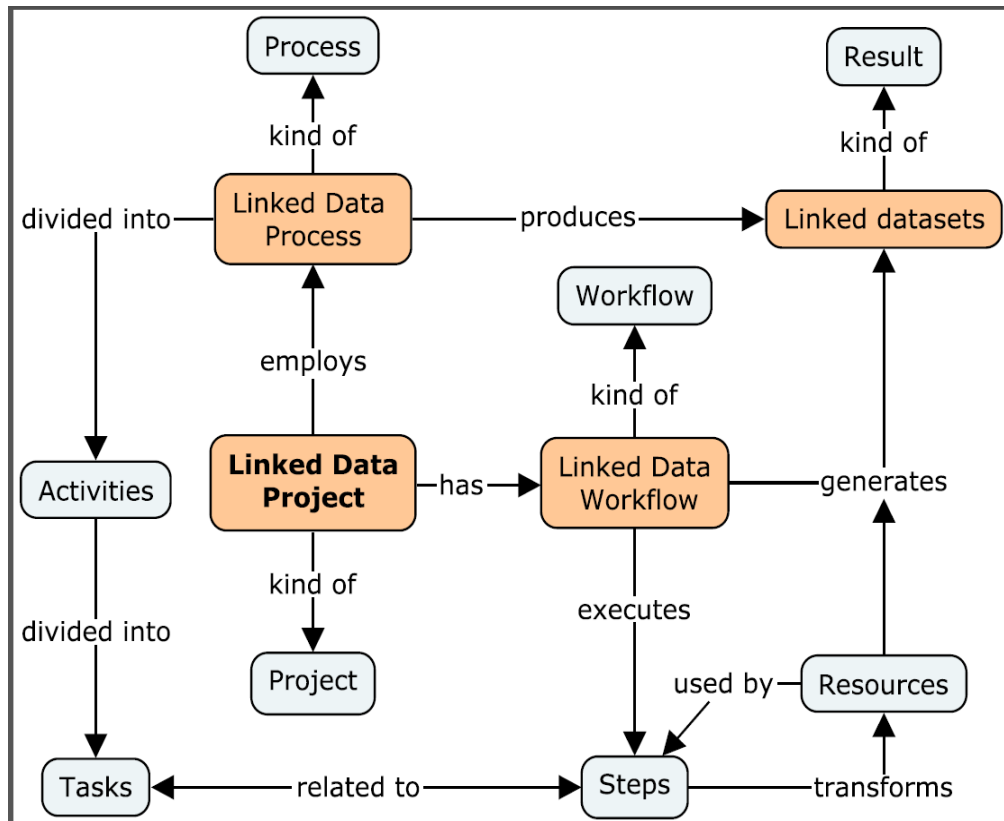 Process
Result
kind of
kind of
divided into
Linked Data
Process
produces
Linked datasets
Workflow
employs
kind of
Activities
Linked Data
Project
has
Linked Data
Workflow
generates
kind of
executes
divided into
Project
used by
Resources
Tasks
related to
Steps
transforms